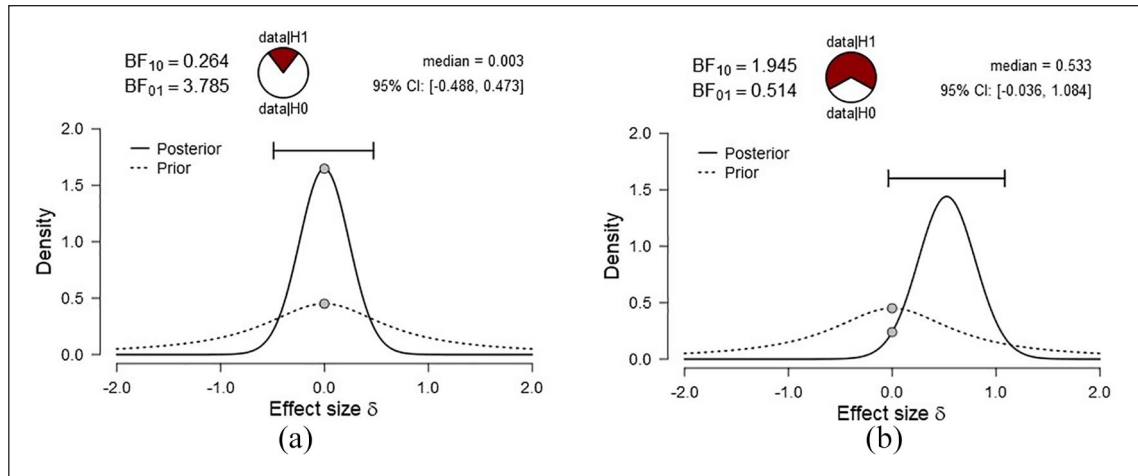 data|H1
BF10 = 0.264
median = 0.003
BF01 = 3.785
95% CI: [-0.488, 0.473]
data|H0
2.0
Posterior
Prior
1.5
1.0
0.5
0.0
Density
-2.0 -1.0 0.0 1.0 2.0
Effect size δ
(a)
data|H1
BF10 = 1.945
median = 0.533
BF01 = 0.514
95% CI: [-0.036, 1.084]
data|H0
2.0
Posterior
Prior
1.5
1.0
0.5
0.0
Density
-2.0 -1.0 0.0 1.0 2.0
Effect size δ
(b)